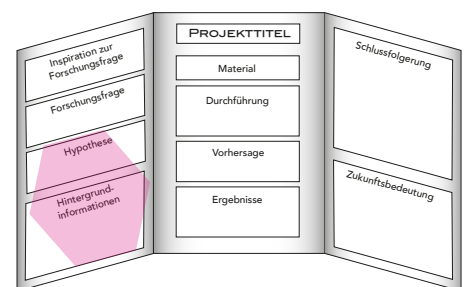 Inspiration zur
Forschungsfrage
Forschungsfrage
Hypothese
Hintergrund-
informationen
PROJEKTTITEL
Material
Durchführung
Vorhersage
Ergebnisse
Schlussfolgerung
Zukunftsbedeutung